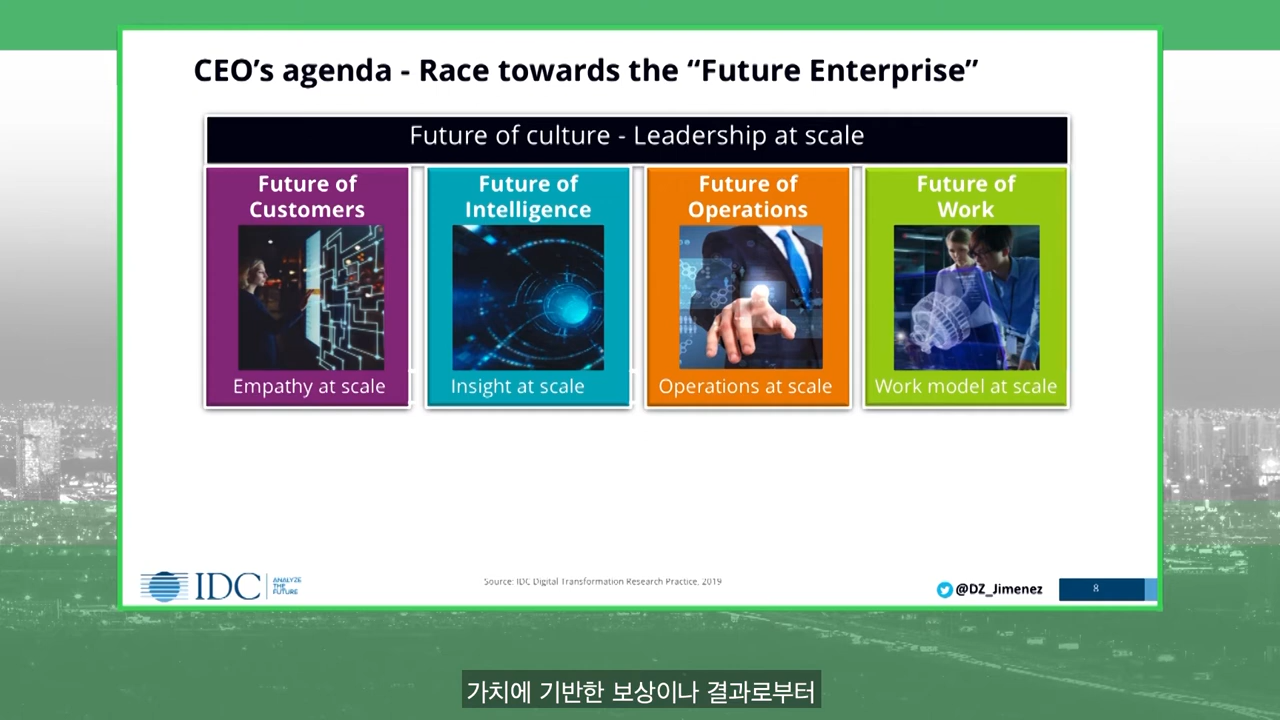 CEO’s agenda - Race towards the “Future Enterprise”
Future of culture - Leadership at scale
Future of
Customers
Empathy at scale
Future of
Intelligence
Insight at scale
Future of
Operations
Operations at scale
Future of
Work
Work model at scale
IDC
ANALYZE
THE
FUTURE
Source: IDC Digital Transformation Research Practice, 2019
@DZ_Jimenez
8
가치에 기반한 보상이나 결과로부터